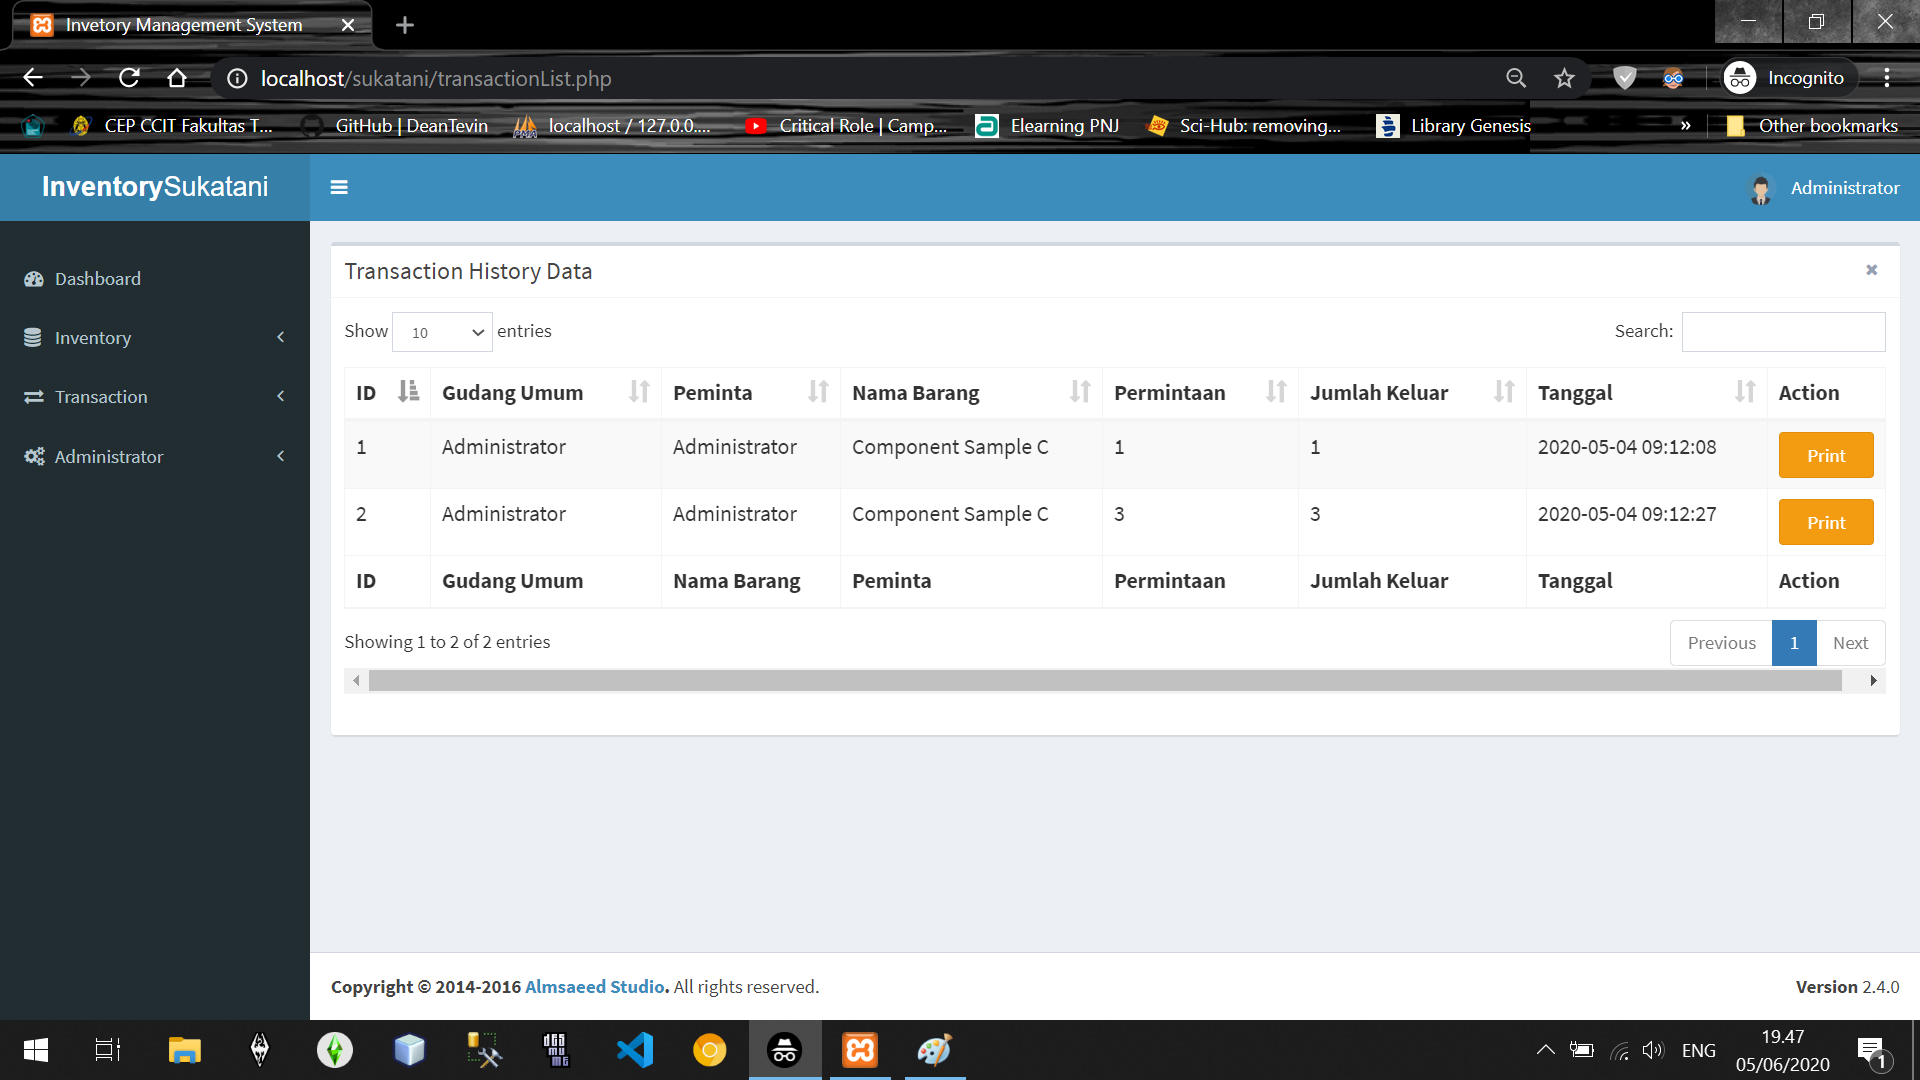 Invetory Management System
localhost/sukatani/transactionList.php
Incognito
CEP CCIT Fakultas T... GitHub | DeanTevin localhost / 127.0.0.... Critical Role | Camp... Elearning PNJ Sci-Hub: removing... Library Genesis » Other bookmarks
InventorySukatani
Administrator
Dashboard
Inventory
Transaction
Administrator
Transaction History Data
Show 10 entries
Search:
ID Gudang Umum Peminta Nama Barang Permintaan Jumlah Keluar Tanggal Action
1 Administrator Administrator Component Sample C 1 1 2020-05-04 09:12:08 Print
2 Administrator Administrator Component Sample C 3 3 2020-05-04 09:12:27 Print
ID Gudang Umum Nama Barang Peminta Permintaan Jumlah Keluar Tanggal Action
Showing 1 to 2 of 2 entries
Previous 1 Next
Copyright © 2014-2016 Almsaeed Studio. All rights reserved.
Version 2.4.0
ENG
19.47
05/06/2020
1